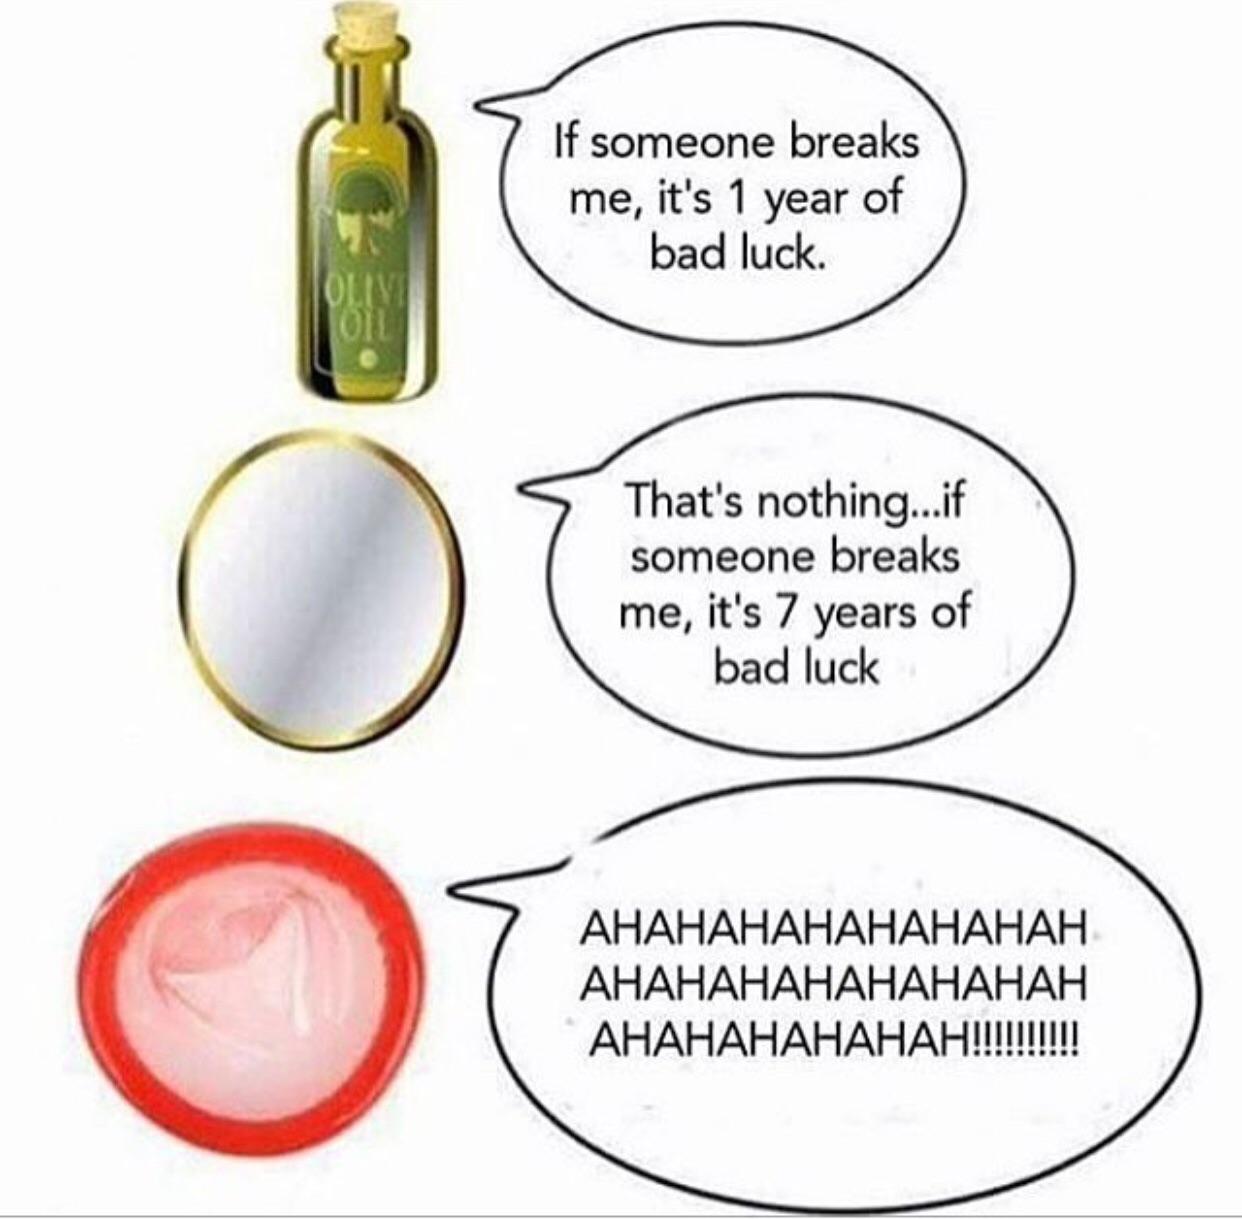 OLIVE
OIL
If someone breaks
me, it's 1 year of
bad luck.
That's nothing...if
someone breaks
me, it's 7 years of
bad luck
AHAHAHAHAHAHAHAH
AHAHAHAHAHAHAHAH
AHAHAHAHAHAH!!!!!!!!!!!